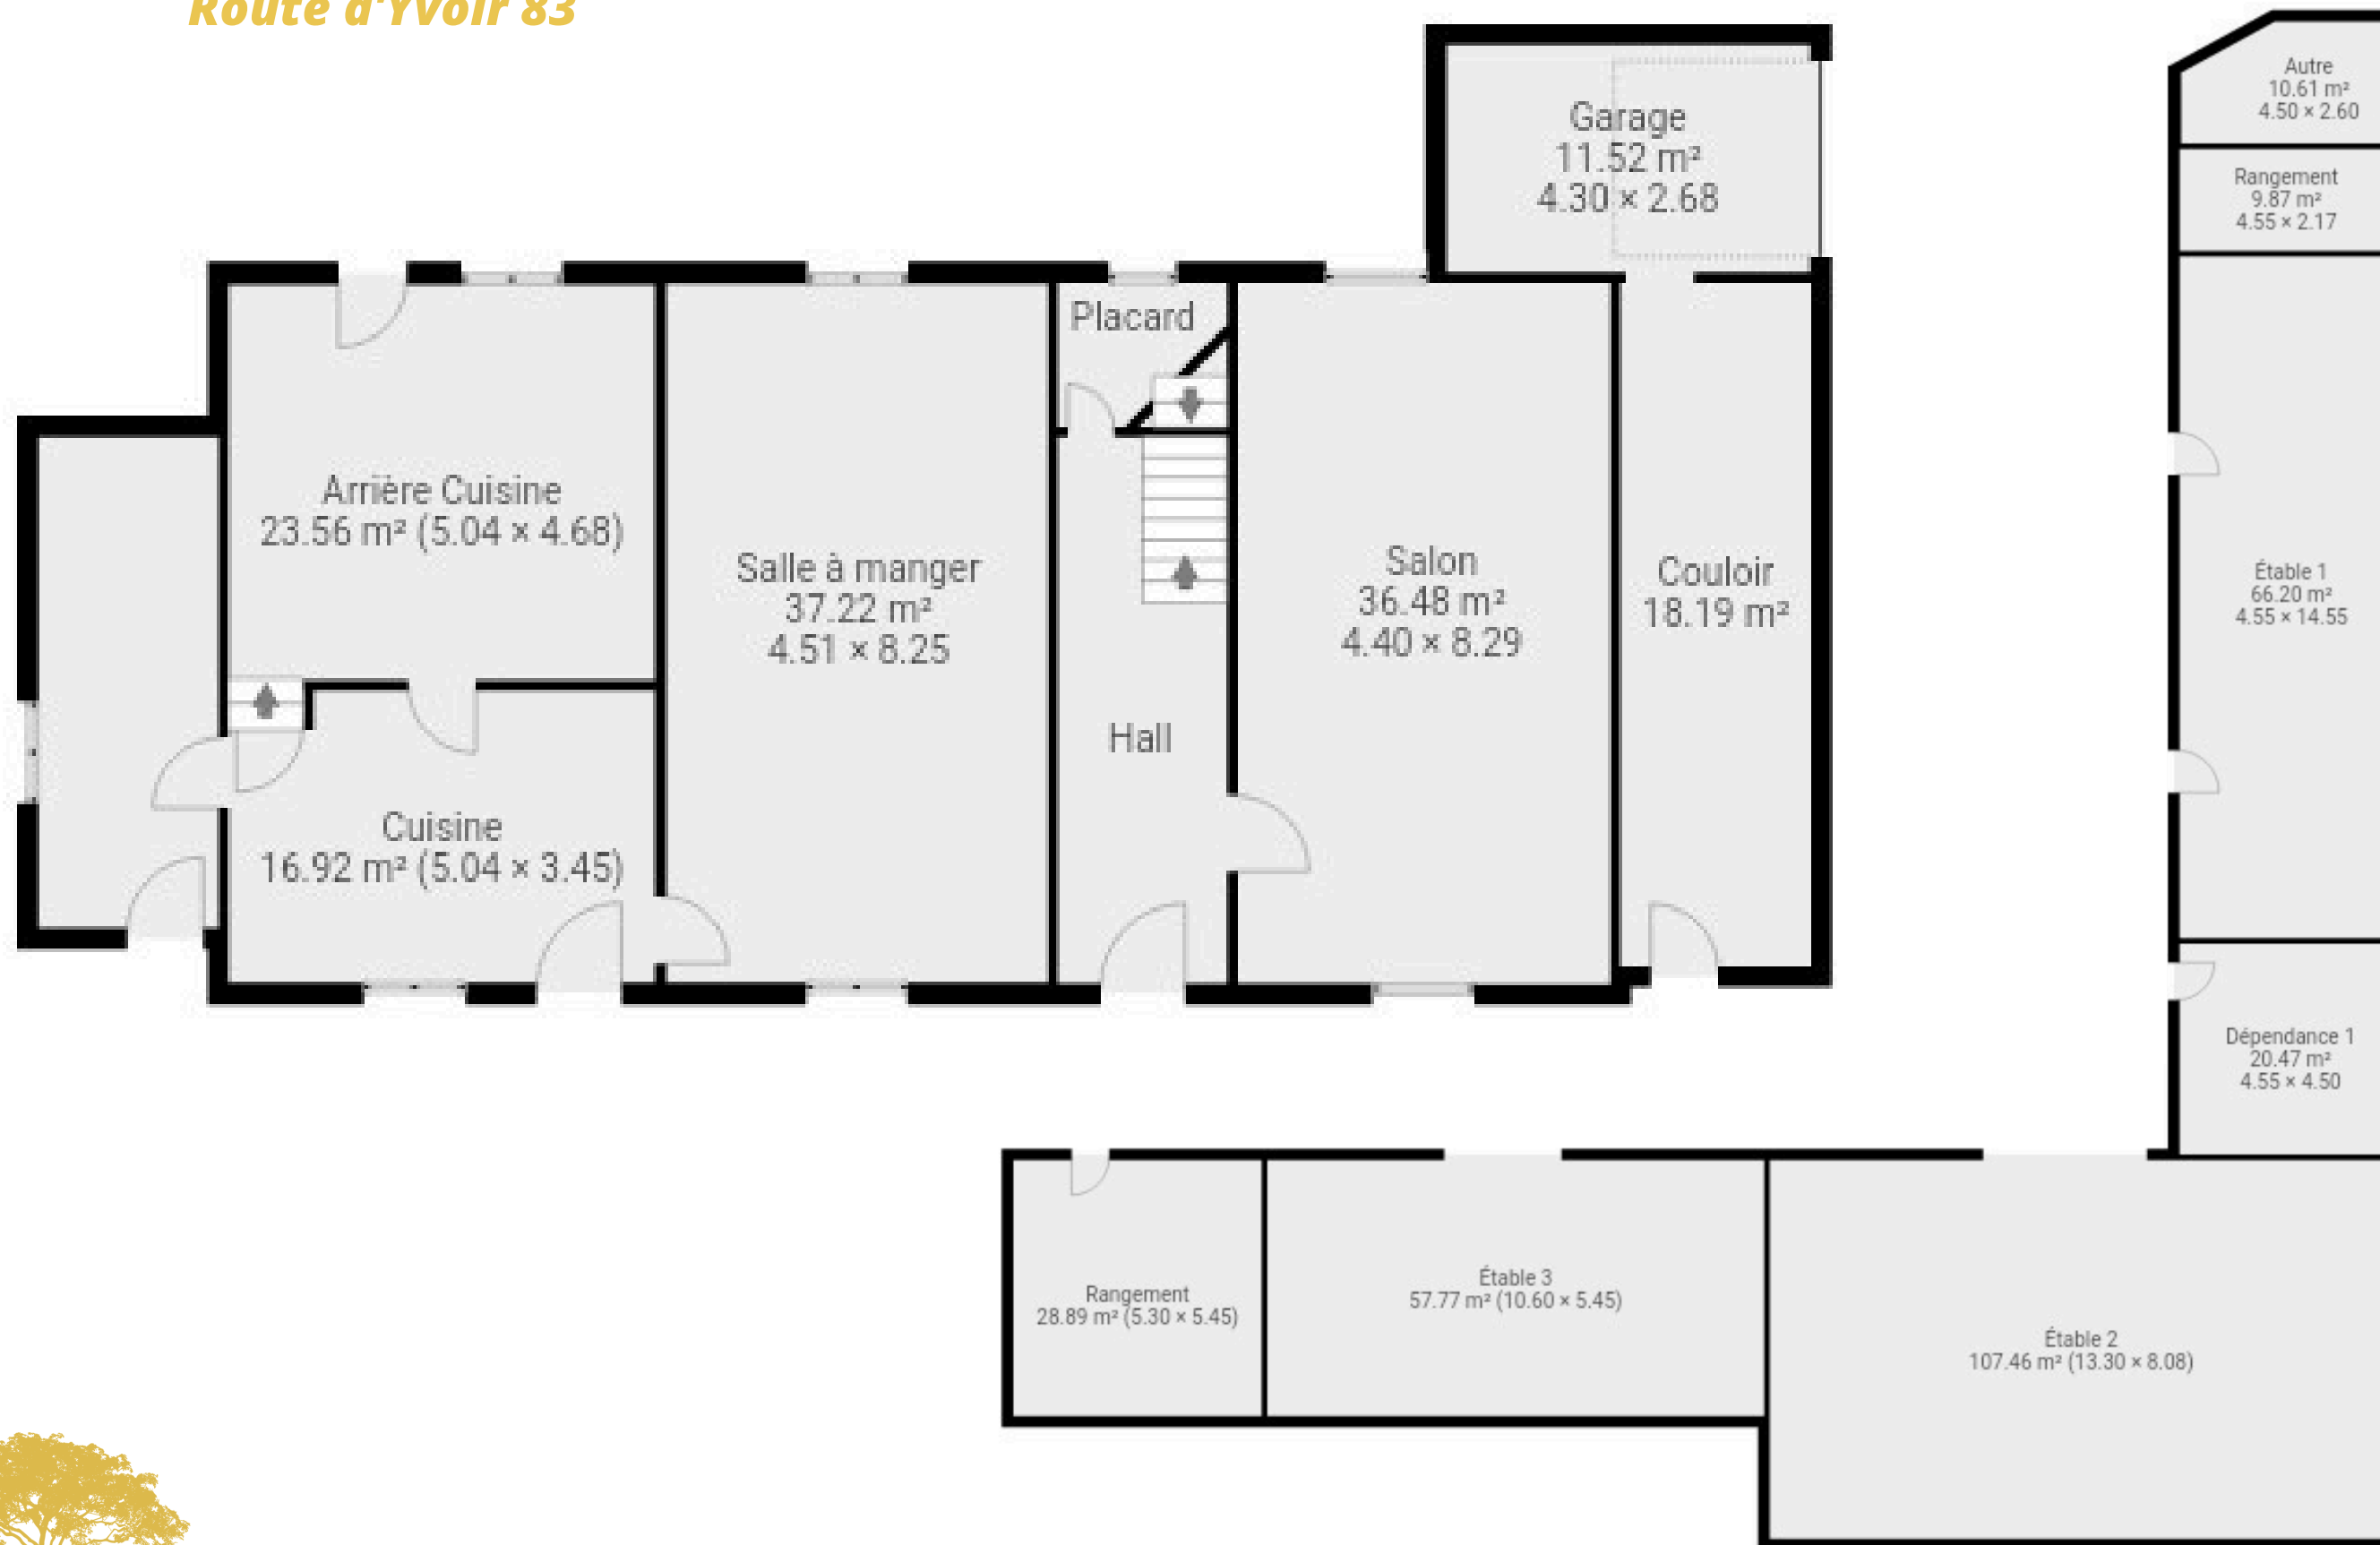 Route d'Yvoir 83
Garage
11.52 m²
4.30 × 2.68
Autre
10.61 m²
4.50 × 2.60
Rangement
9.87 m²
4.55 × 2.17
Placard
Arrière Cuisine
23.56 m² (5.04 × 4.68)
Salle à manger
37.22 m²
4.51 × 8.25
Salon
36.48 m²
4.40 × 8.29
Couloir
18.19 m²
Étable 1
66.20 m²
4.55 × 14.55
Hall
Cuisine
16.92 m² (5.04 × 3.45)
Dépendance 1
20.47 m²
4.55 × 4.50
Rangement
28.89 m² (5.30 × 5.45)
Étable 3
57.77 m² (10.60 × 5.45)
Étable 2
107.46 m² (13.30 × 8.08)